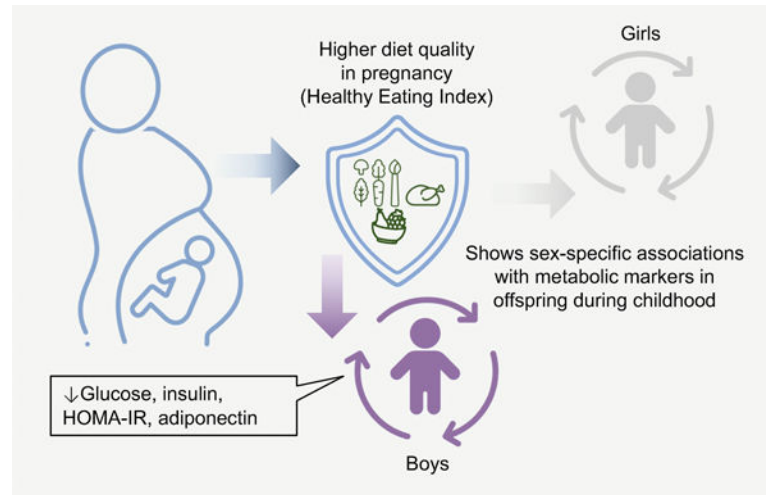 Higher diet quality
in pregnancy
(Healthy Eating Index)
Girls
Shows sex-specific associations
with metabolic markers in
offspring during childhood
↓Glucose, insulin,
HOMA-IR, adiponectin
Boys